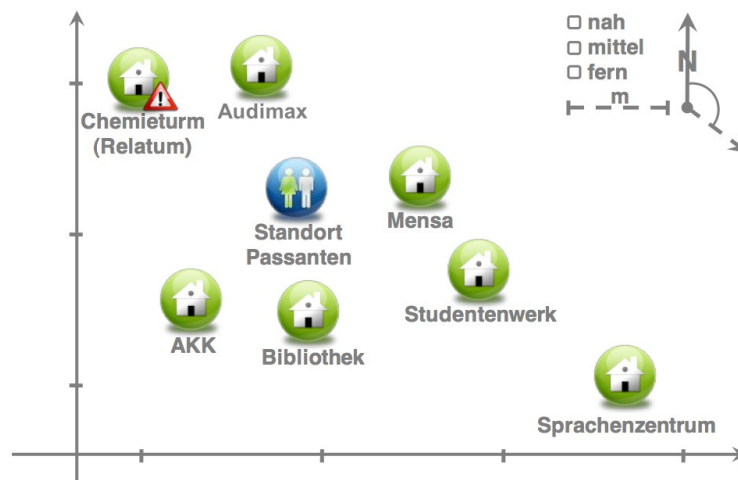 nah
mittel
fern
m
N
Chemieturm
(Relatum)
Audimax
Standort
Passanten
Mensa
AKK
Bibliothek
Studentenwerk
Sprachenzentrum